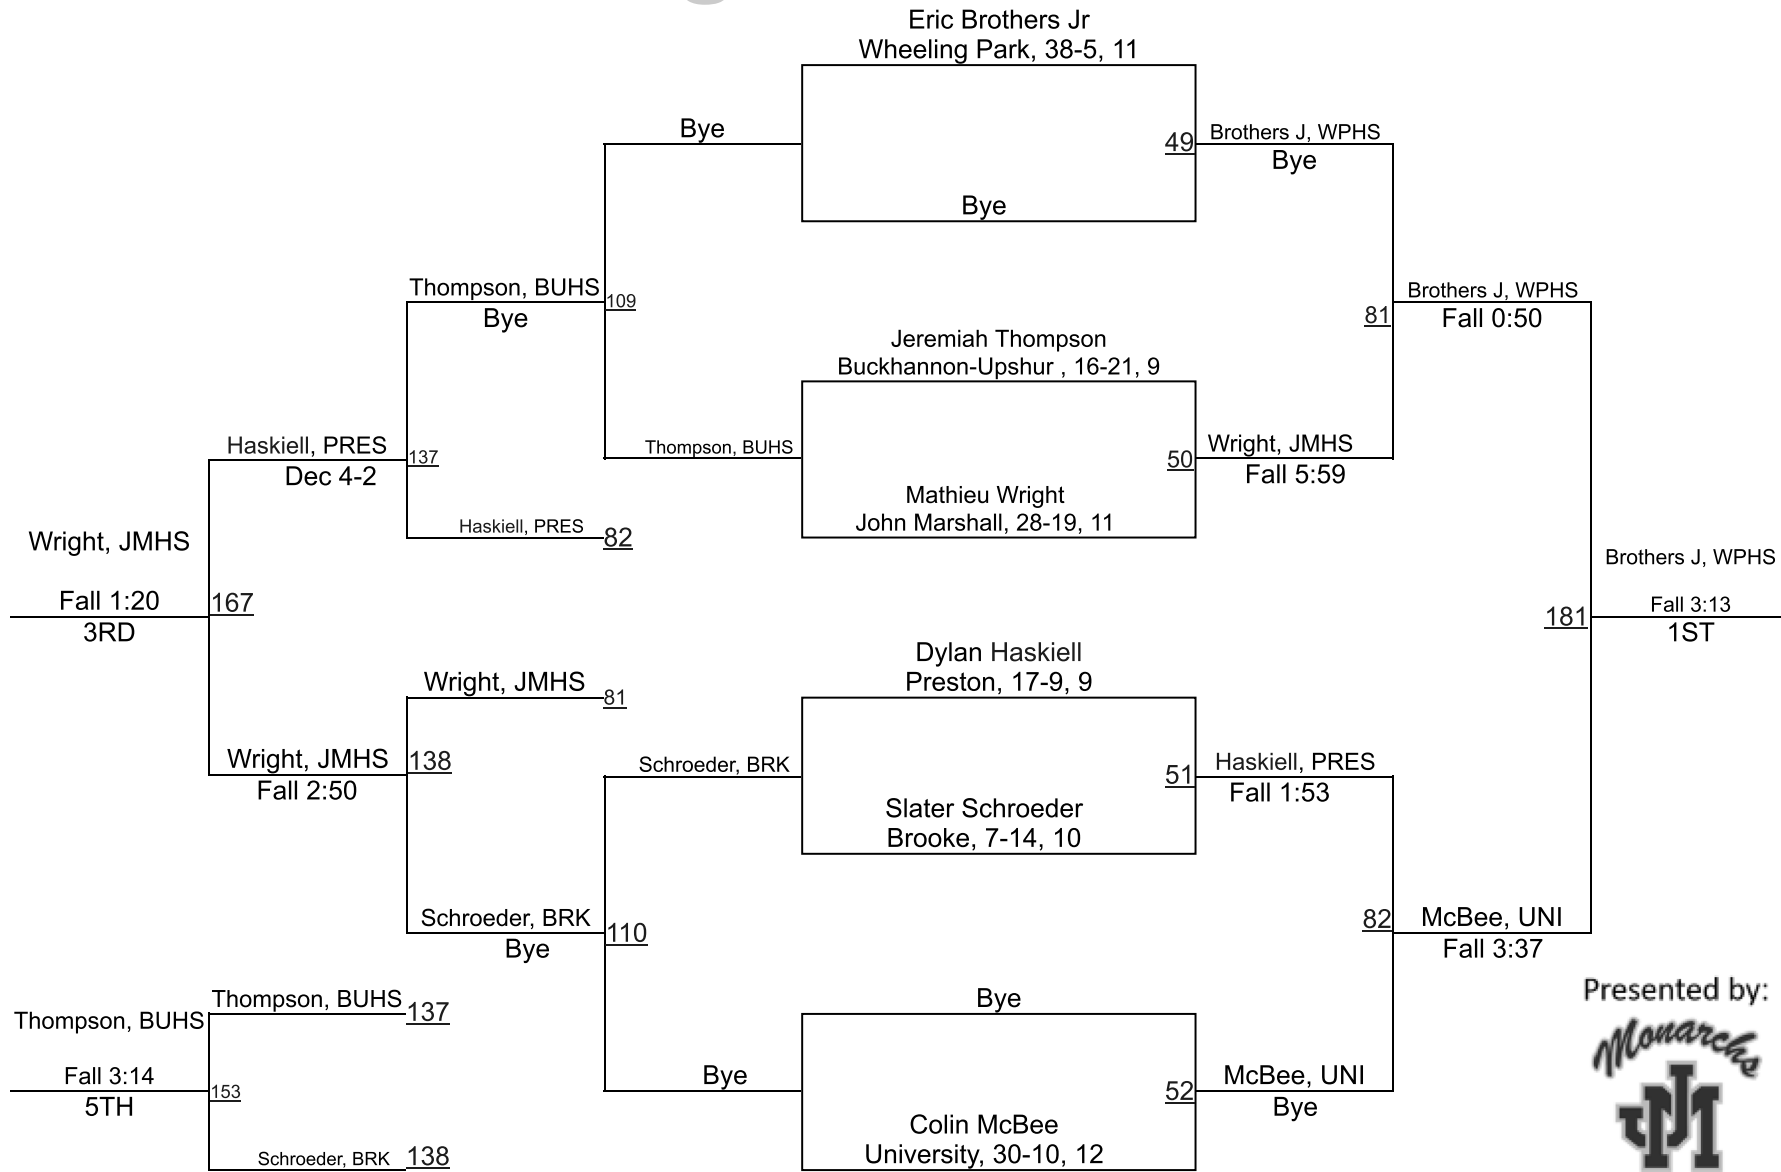 Eric Brothers Jr
Wheeling Park, 38-5, 11
Bye
49
Brothers J, WPHS
Bye
Bye
Thompson, BUHS
109
Bye
81
Brothers J, WPHS
Fall 0:50
Jeremiah Thompson
Buckhannon-Upshur , 16-21, 9
Haskiell, PRES
137
Dec 4-2
Thompson, BUHS
50
Wright, JMHS
Fall 5:59
Mathieu Wright
John Marshall, 28-19, 11
Haskiell, PRES
82
Wright, JMHS
Fall 1:20
167
3RD
Brothers J, WPHS
181
Fall 3:13
1ST
Dylan Haskiell
Preston, 17-9, 9
Wright, JMHS
81
Wright, JMHS
138
Fall 2:50
Schroeder, BRK
51
Haskiell, PRES
Fall 1:53
Slater Schroeder
Brooke, 7-14, 10
Schroeder, BRK
110
Bye
82
McBee, UNI
Fall 3:37
Thompson, BUHS
Thompson, BUHS
137
Fall 3:14
153
5TH
Schroeder, BRK
138
Bye
Bye
52
McBee, UNI
Bye
Colin McBee
University, 30-10, 12
Presented by:
Monarchs
JM